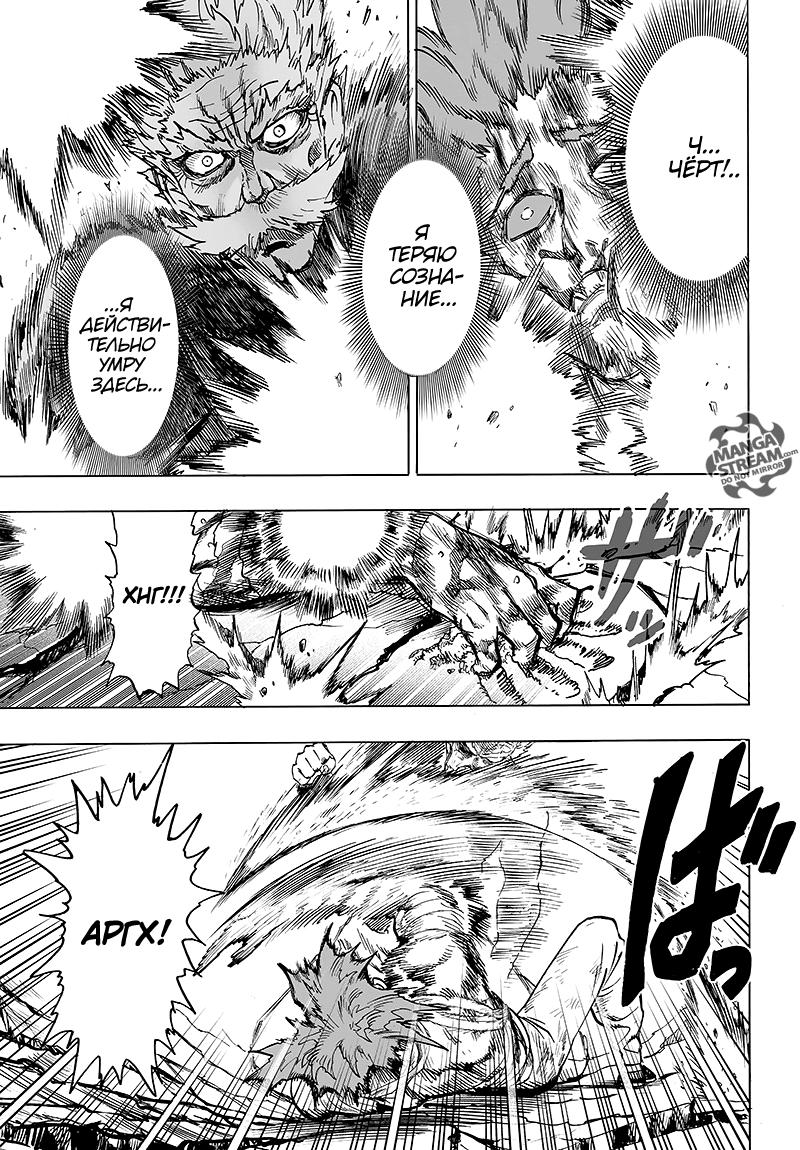 Ч...
ЧЁРТ!..
Я
ТЕРЯЮ
СОЗНА-
НИЕ...
...Я
ДЕЙСТВИ-
ТЕЛЬНО
УМРУ
ЗДЕСЬ...
MANGA
STREAM.com
DO NOT MIRROR
ザッ
ХНГ!!!
ばっ
АРГХ!